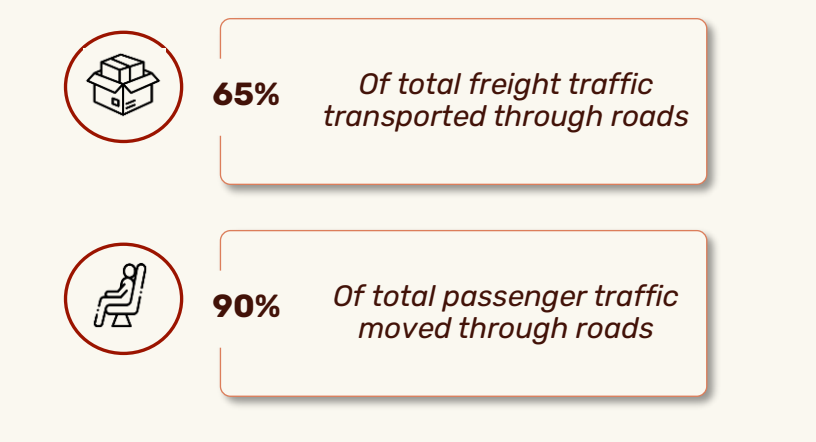 65%
Of total freight traffic
transported through roads
90%
Of total passenger traffic
moved through roads